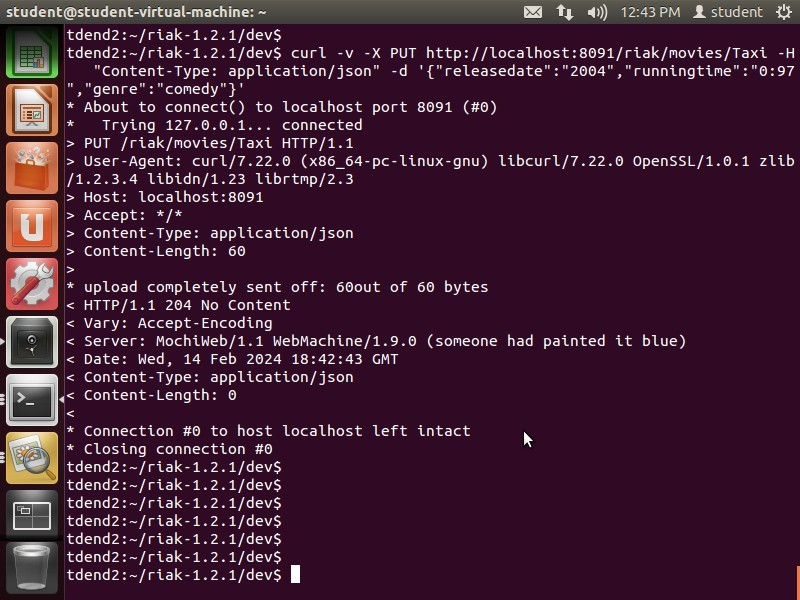 student@student-virtual-machine: ~
12:43 PM student
tdend2:~/riak-1.2.1/dev$
tdend2:~/riak-1.2.1/dev$ curl -v -X PUT http://localhost:8091/riak/movies/Taxi -H
"Content-Type: application/json" -d '{"releasedate":"2004","runningtime":"0:97
","genre":"comedy"}'
* About to connect() to localhost port 8091 (#0)
*   Trying 127.0.0.1... connected
> PUT /riak/movies/Taxi HTTP/1.1
> User-Agent: curl/7.22.0 (x86_64-pc-linux-gnu) libcurl/7.22.0 OpenSSL/1.0.1 zlib
/1.2.3.4 libidn/1.23 librtmp/2.3
> Host: localhost:8091
> Accept: */*
> Content-Type: application/json
> Content-Length: 60
>
* upload completely sent off: 60out of 60 bytes
< HTTP/1.1 204 No Content
< Vary: Accept-Encoding
< Server: MochiWeb/1.1 WebMachine/1.9.0 (someone had painted it blue)
< Date: Wed, 14 Feb 2024 18:42:43 GMT
< Content-Type: application/json
< Content-Length: 0
<
* Connection #0 to host localhost left intact
* Closing connection #0
tdend2:~/riak-1.2.1/dev$
tdend2:~/riak-1.2.1/dev$
tdend2:~/riak-1.2.1/dev$
tdend2:~/riak-1.2.1/dev$
tdend2:~/riak-1.2.1/dev$
tdend2:~/riak-1.2.1/dev$
tdend2:~/riak-1.2.1/dev$